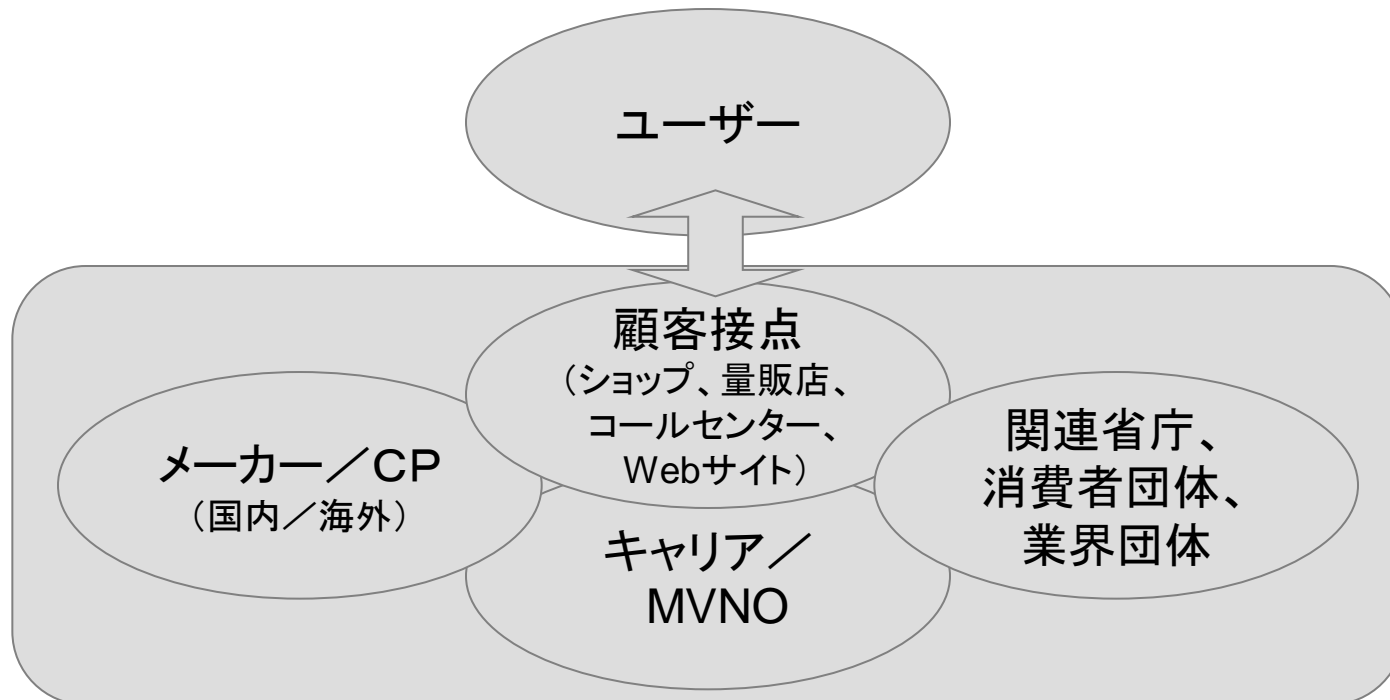 ユーザー
顧客接点
（ショップ、量販店、
コールセンター、
Webサイト）
メーカー／CP
（国内／海外）
関連省庁、
消費者団体、
業界団体
キャリア／
MVNO